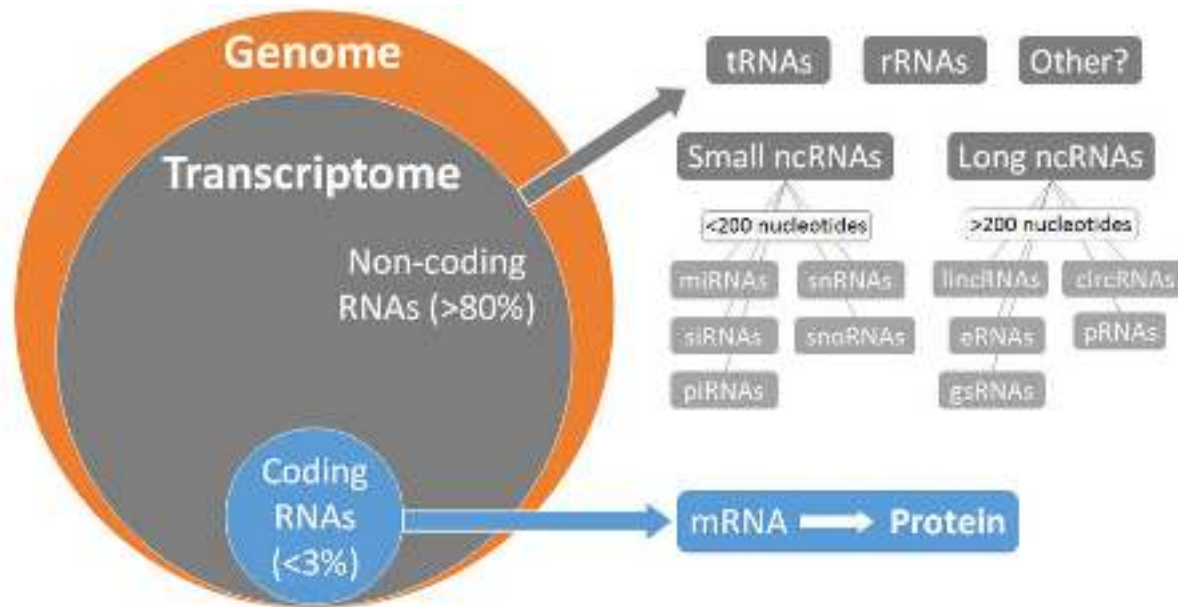 Genome
Transcriptome
Non-coding
RNAs (>80%)
Coding
RNAs
(<3%)
tRNAs
rRNAs
Other?
Small ncRNAs
Long ncRNAs
<200 nucleotides
>200 nucleotides
miRNAs
snRNAs
lincRNAs
circRNAs
siRNAs
snoRNAs
eRNAs
pRNAs
piRNAs
gsRNAs
mRNA
Protein